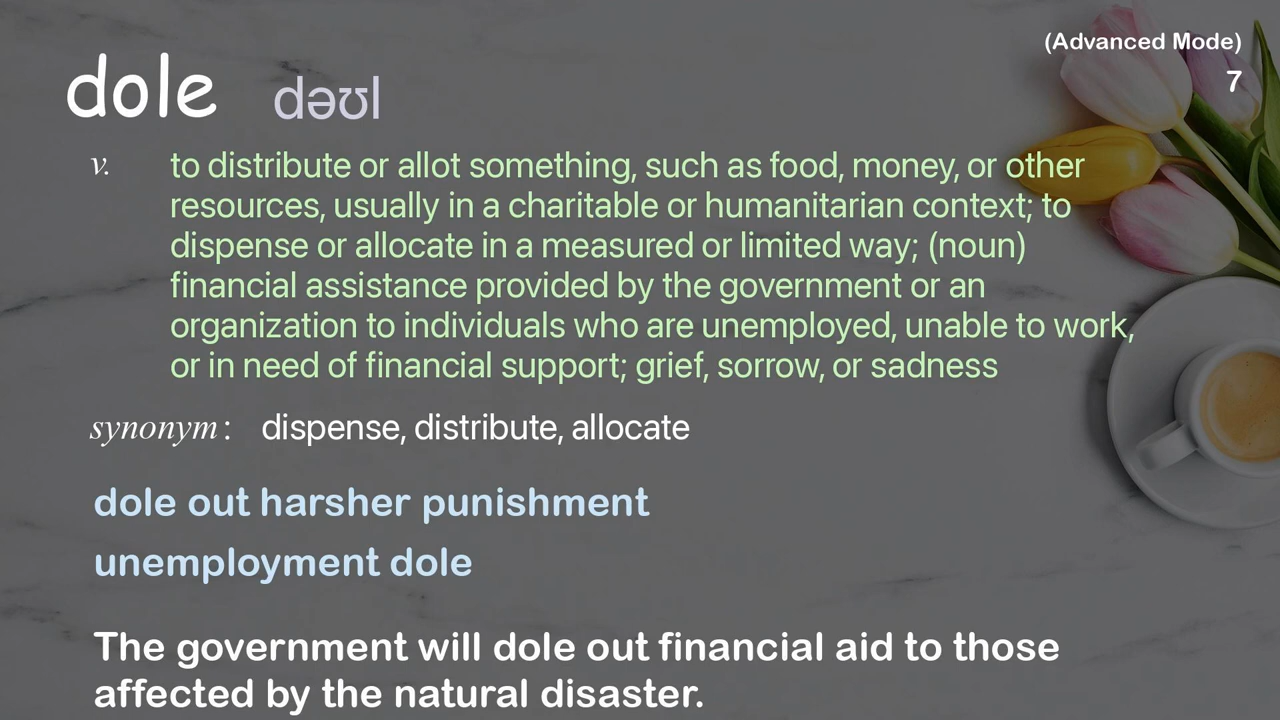 (Advanced Mode)
7
dole dəʊl
v. to distribute or allot something, such as food, money, or other
resources, usually in a charitable or humanitarian context; to
dispense or allocate in a measured or limited way; (noun)
financial assistance provided by the government or an
organization to individuals who are unemployed, unable to work,
or in need of financial support; grief, sorrow, or sadness
synonym: dispense, distribute, allocate
dole out harsher punishment
unemployment dole
The government will dole out financial aid to those
affected by the natural disaster.